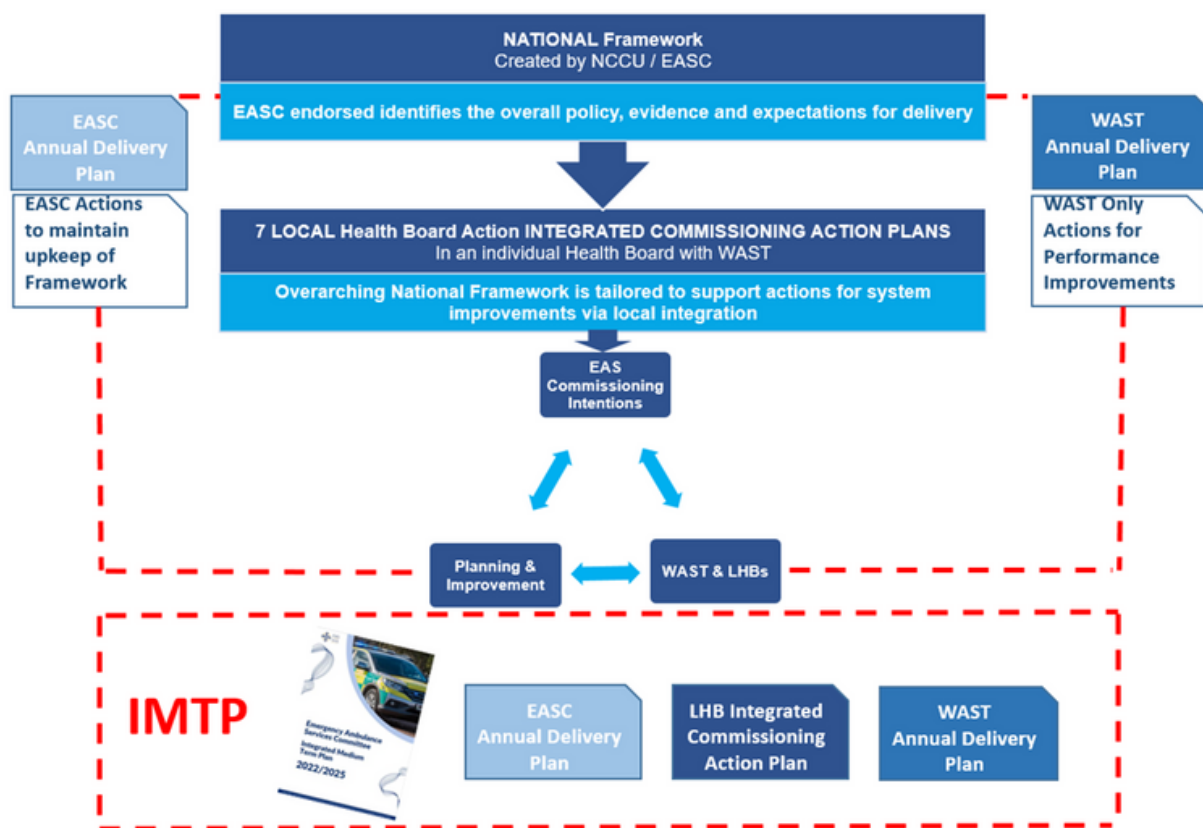 NATIONAL Framework
Created by NCCU / EASC
EASC endorsed identifies the overall policy, evidence and expectations for delivery
EASC
Annual Delivery
Plan
EASC Actions
to maintain
upkeep of
Framework
WAST
Annual Delivery
Plan
WAST Only
Actions for
Performance
Improvements
7 LOCAL Health Board Action INTEGRATED COMMISSIONING ACTION PLANS
In an individual Health Board with WAST
Overarching National Framework is tailored to support actions for system
improvements via local integration
EAS
Commissioning
Intentions
Planning &
Improvement
WAST & LHBs
IMTP
Emergency Ambulance
Services Committee
Integrated Medium
Term Plan
2022/2025
EASC
Annual Delivery
Plan
LHB Integrated
Commissioning
Action Plan
WAST
Annual Delivery
Plan